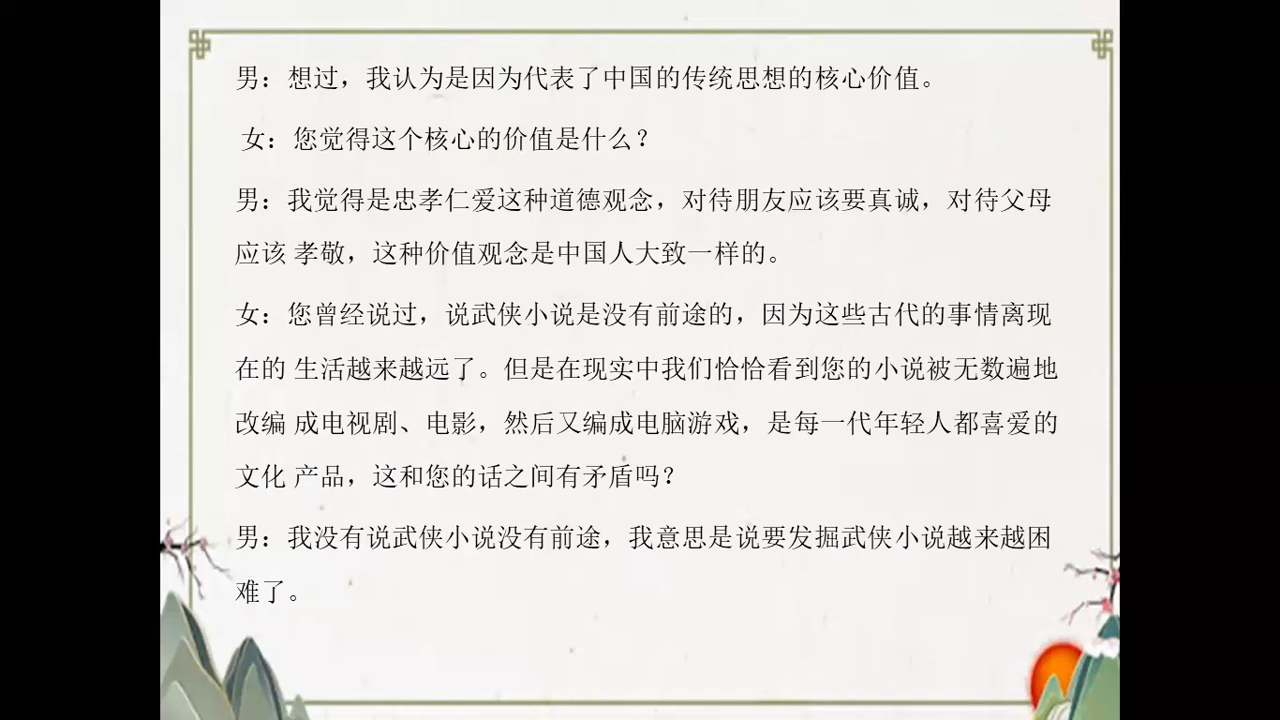 男：想过，我认为是因为代表了中国的传统思想的核心价值。
女：您觉得这个核心的价值是什么？
男：我觉得是忠孝仁爱这种道德观念，对待朋友应该要真诚，对待父母
应该 孝敬，这种价值观念是中国人大致一样的。
女：您曾经说过，说武侠小说是没有前途的，因为这些古代的事情离现
在的 生活越来越远了。但是在现实中我们恰恰看到您的小说被无数遍地
改编 成电视剧、电影，然后又编成电脑游戏，是每一代年轻人都喜爱的
文化 产品，这和您的话之间有矛盾吗？
男：我没有说武侠小说没有前途，我意思是说要发掘武侠小说越来越困
难了。